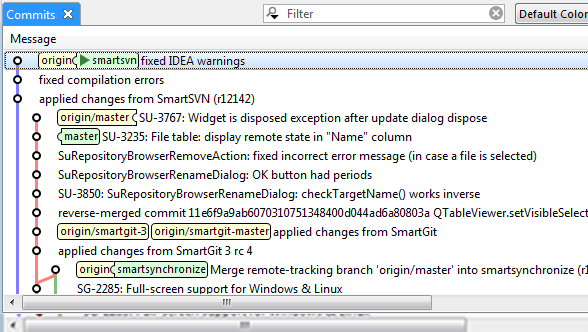 Commits
Filter
Default Color
Message
origin smartsvn fixed IDEA warnings
fixed compilation errors
applied changes from SmartSVN (r12142)
origin/master SU-3767: Widget is disposed exception after update dialog dispose
master SU-3235: File table: display remote state in "Name" column
SuRepositoryBrowserRemoveAction: fixed incorrect error message (in case a file is selected)
SuRepositoryBrowserRenameDialog: OK button had periods
SU-3850: SuRepositoryBrowserRenameDialog: checkTargetName() works inverse
reverse-merged commit 11e6f9a9ab6070310751348400d044ad6a80803a QTableViewer.setVisibleSelect
origin/smartgit-3 origin/smartgit-master applied changes from SmartGit
applied changes from SmartGit 3 rc 4
origin smartsynchronize Merge remote-tracking branch 'origin/master' into smartsynchronize (r1
SG-2285: Full-screen support for Windows & Linux